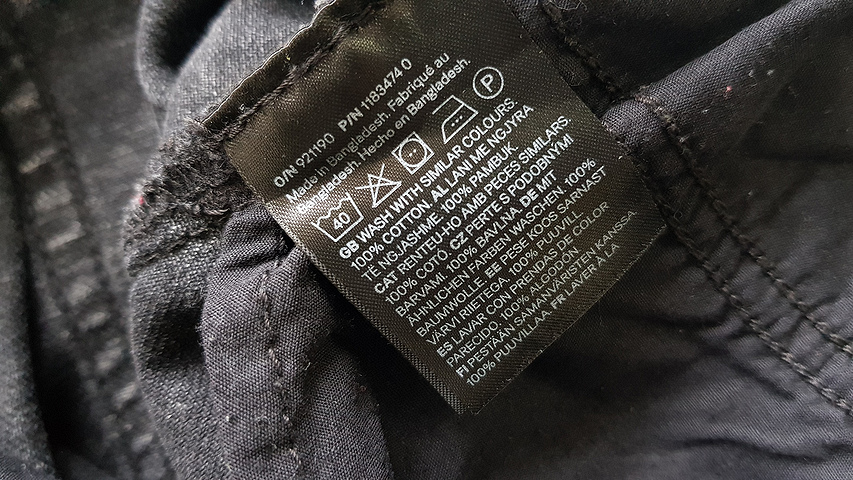 O/N 921190 P/N 1183474 0
Made in Bangladesh. Fabriqué au
Bangladesh. Hecho en Bangladesh.
40 P
GB WASH WITH SIMILAR COLOURS.
100% COTTON. AL LANI ME NGJYRA
TË NGJASHME. 100% PAMBUK
CAT RENTEU-HO AMB PECES SIMILARS.
100% COTÓ. CZ PERTE S PODOBNÝMI
BARVAMI. 100% BAVLNA DE MIT
ÄHNLICHEN FARBEN WASCHEN 100%
BAUMWOLLE. EE PESE KOOS SARNAST
VÄRVI RIIETEGA. 100% PUUVILL
ES LAVAR CON PRENDAS DE COLOR
PARECIDO. 100% ALGODÓN.
FI PESTÄÄN SAMANVÄRISTEN KANSSA.
100% PUUVILLAA. FR LAVER À LA